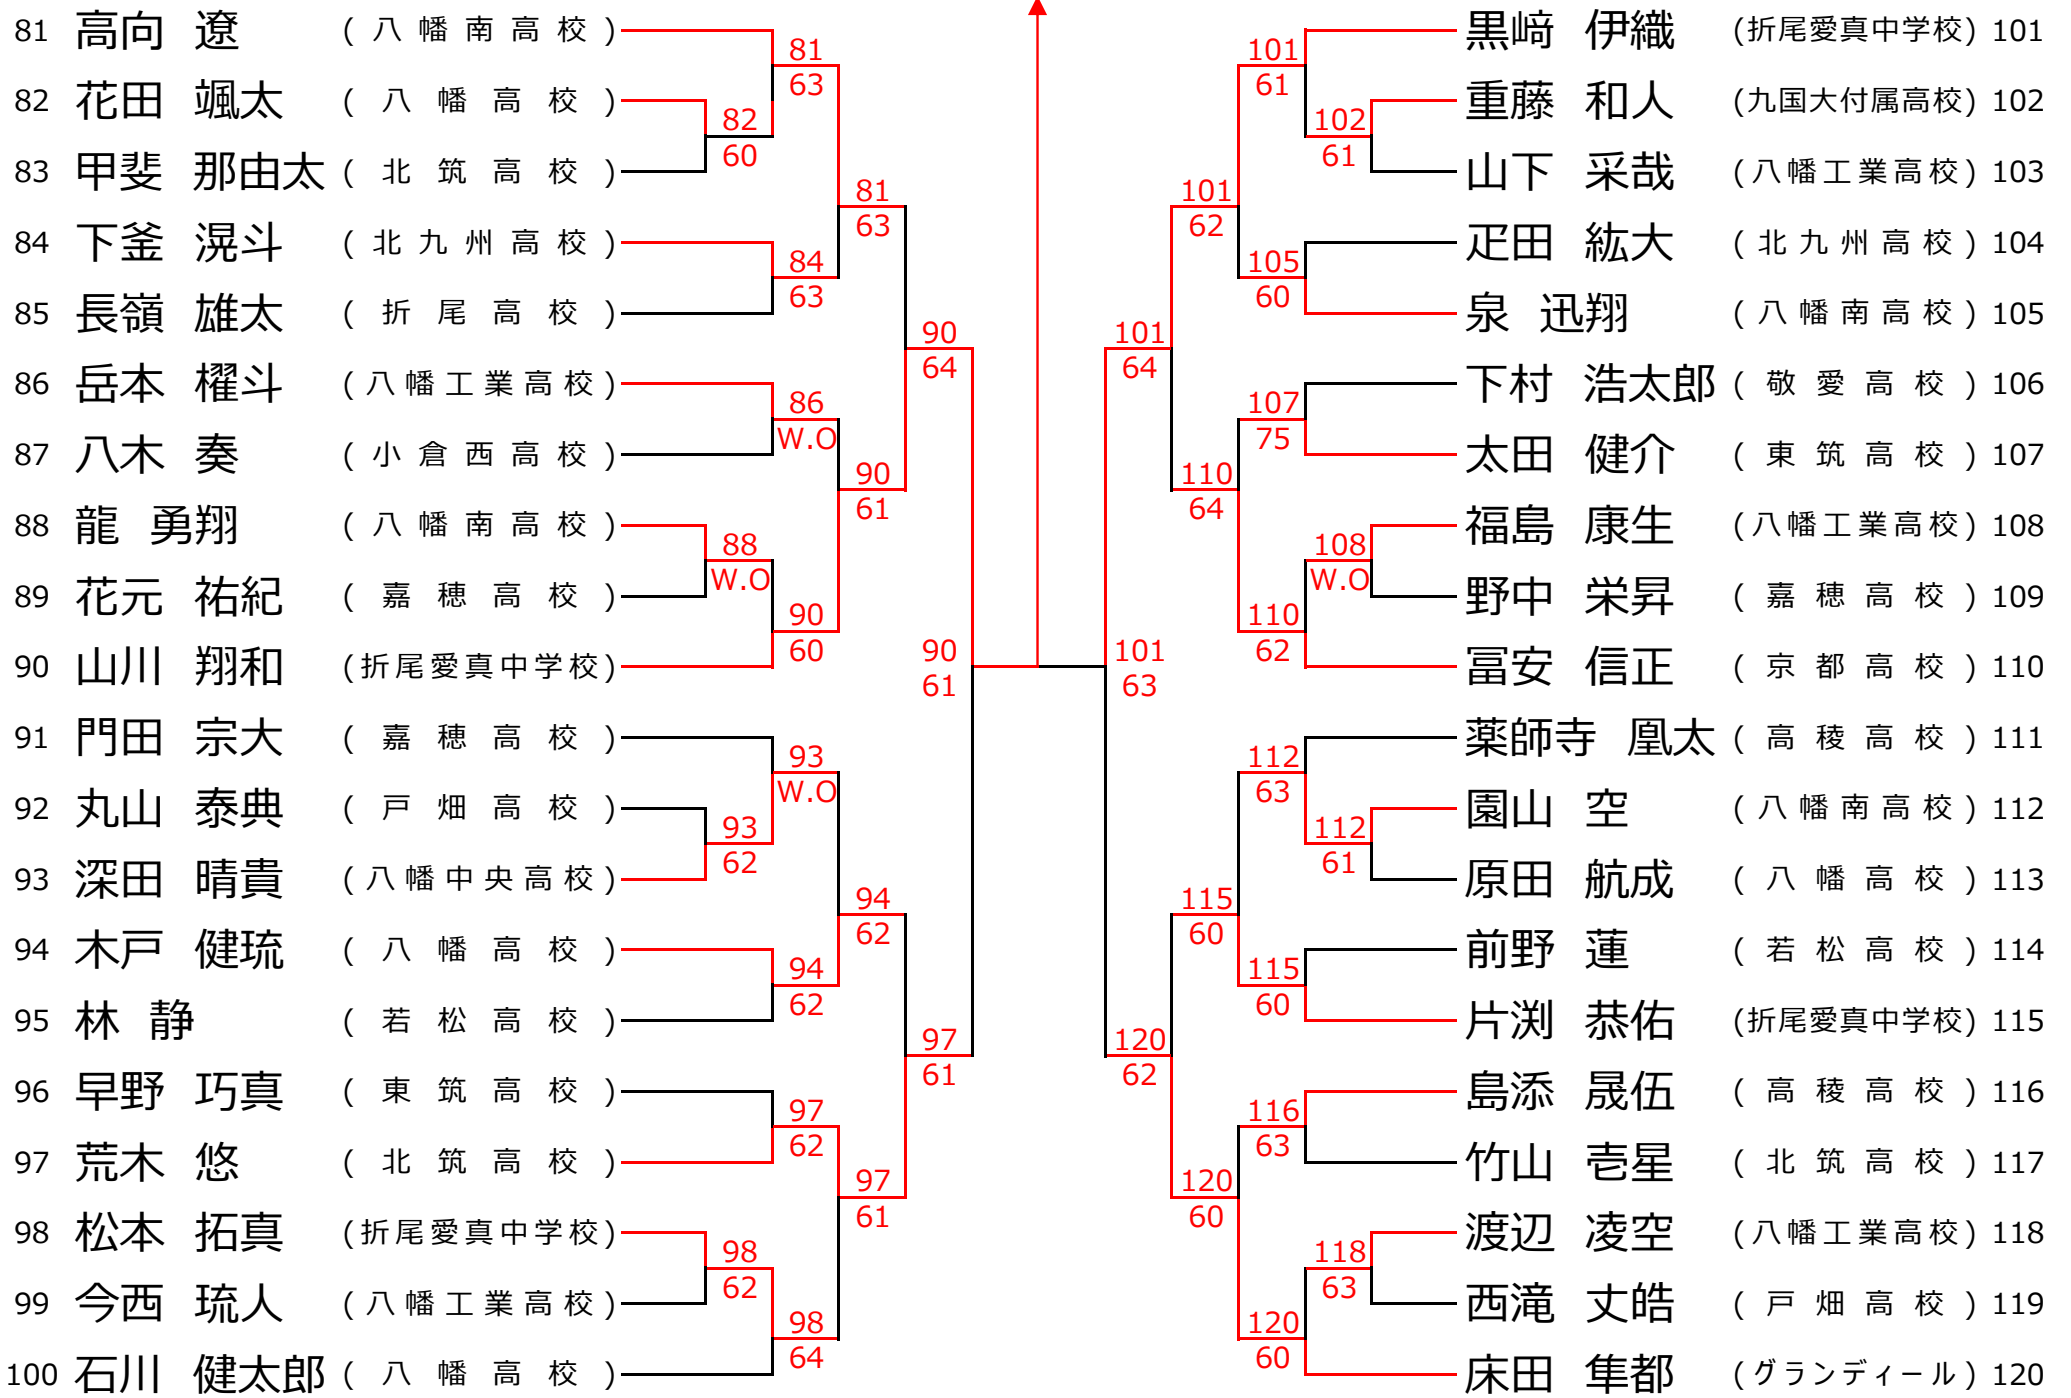 81 高向 遼 (八幡南高校)
82 花田 颯太 (八幡高校)
83 甲斐 那由太 (北筑高校)
84 下釜 滉斗 (北九州高校)
85 長嶺 雄太 (折尾高校)
86 岳本 櫂斗 (八幡工業高校)
87 八木 奏 (小倉西高校)
88 龍 勇翔 (八幡南高校)
89 花元 祐紀 (嘉穂高校)
90 山川 翔和 (折尾愛真中学校)
91 門田 宗大 (嘉穂高校)
92 丸山 泰典 (戸畑高校)
93 深田 晴貴 (八幡中央高校)
94 木戸 健琉 (八幡高校)
95 林 静 (若松高校)
96 早野 巧真 (東筑高校)
97 荒木 悠 (北筑高校)
98 松本 拓真 (折尾愛真中学校)
99 今西 琉人 (八幡工業高校)
100 石川 健太郎 (八幡高校)
82
60
88
W.O
93
62
98
62
81
63
84
63
86
W.O
90
60
93
W.O
94
62
97
62
98
64
81
63
90
61
94
62
97
61
90
64
97
61
90
61
101
63
101
64
120
62
101
62
110
64
115
60
120
60
101
61
105
60
107
75
110
62
112
63
115
60
116
63
120
60
102
61
108
W.O
112
61
118
63
黒﨑 伊織 (折尾愛真中学校) 101
重藤 和人 (九国大付属高校) 102
山下 采哉 (八幡工業高校) 103
疋田 紘大 (北九州高校) 104
泉 迅翔 (八幡南高校) 105
下村 浩太郎 (敬愛高校) 106
太田 健介 (東筑高校) 107
福島 康生 (八幡工業高校) 108
野中 栄昇 (嘉穂高校) 109
冨安 信正 (京都高校) 110
薬師寺 凰太 (高稜高校) 111
園山 空 (八幡南高校) 112
原田 航成 (八幡高校) 113
前野 蓮 (若松高校) 114
片渕 恭佑 (折尾愛真中学校) 115
島添 晟伍 (高稜高校) 116
竹山 壱星 (北筑高校) 117
渡辺 凌空 (八幡工業高校) 118
西滝 丈皓 (戸畑高校) 119
床田 隼都 (グランディール) 120